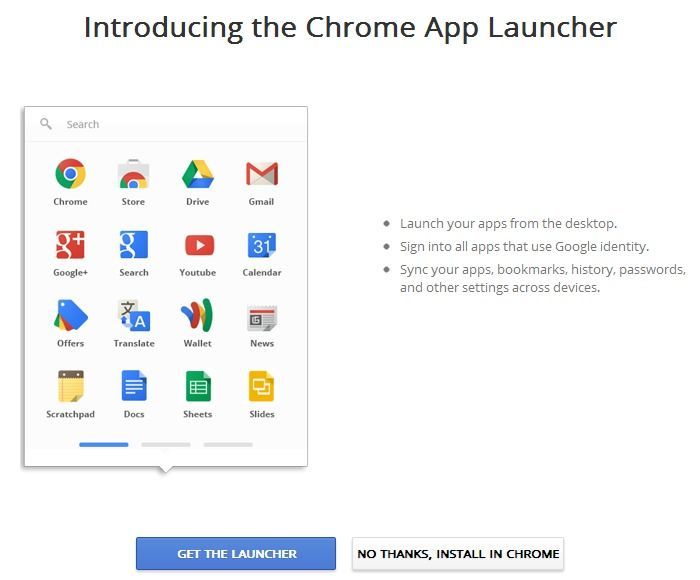 Introducing the Chrome App Launcher
Search
Chrome Store Drive Gmail
Google+ Search Youtube Calendar
31
Offers Translate Wallet News
Scratchpad Docs Sheets Slides
Launch your apps from the desktop.
Sign into all apps that use Google identity.
Sync your apps, bookmarks, history, passwords,
and other settings across devices.
GET THE LAUNCHER
NO THANKS, INSTALL IN CHROME